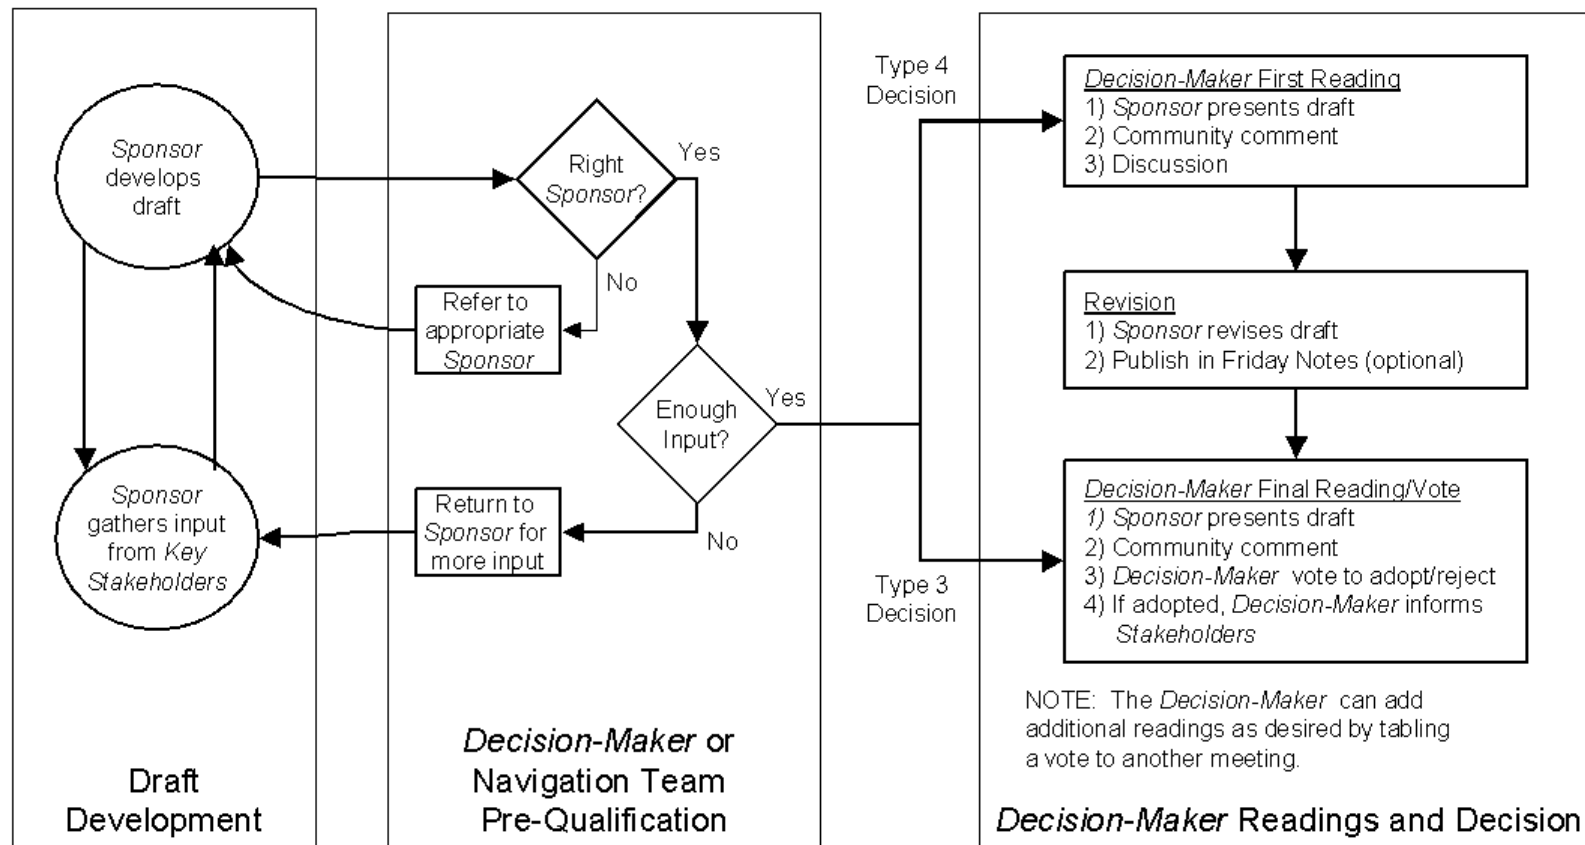 Sponsor
develops
draft
Sponsor
gathers input
from Key
Stakeholders
Draft
Development
Right
Sponsor?
Yes
No
Refer to
appropriate
Sponsor
Enough
Input?
Yes
No
Return to
Sponsor for
more input
Decision-Maker or
Navigation Team
Pre-Qualification
Type 4
Decision
Type 3
Decision
Decision-Maker First Reading
1) Sponsor presents draft
2) Community comment
3) Discussion
Revision
1) Sponsor revises draft
2) Publish in Friday Notes (optional)
Decision-Maker Final Reading/Vote
1) Sponsor presents draft
2) Community comment
3) Decision-Maker vote to adopt/reject
4) If adopted, Decision-Maker informs
Stakeholders
NOTE: The Decision-Maker can add
additional readings as desired by tabling
a vote to another meeting.
Decision-Maker Readings and Decision